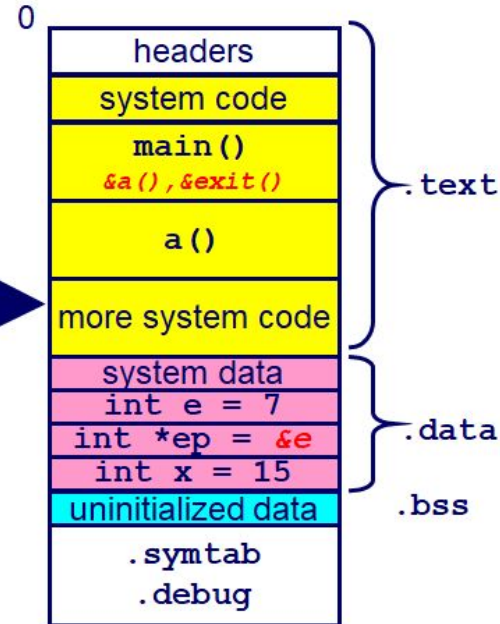 0
headers
system code
main()
&a(),&exit()
.text
a()
more system code
system data
int e = 7
int *ep = &e
.data
int x = 15
uninitialized data
.bss
.symtab
.debug